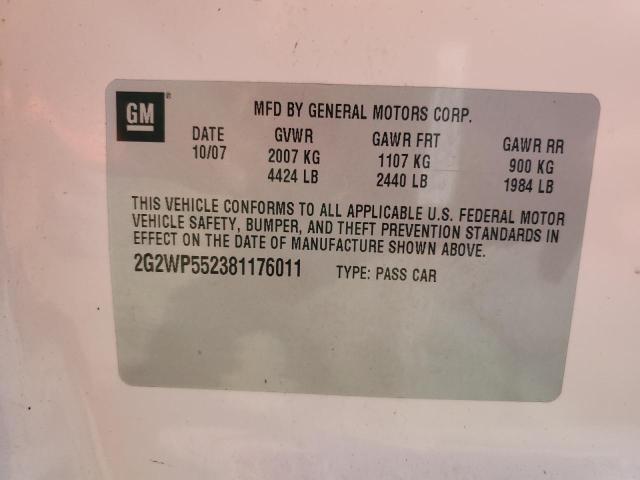 GM ®
MFD BY GENERAL MOTORS CORP.
DATE GVWR GAWR FRT GAWR RR
10/07 2007 KG 1107 KG 900 KG
4424 LB 2440 LB 1984 LB
THIS VEHICLE CONFORMS TO ALL APPLICABLE U.S. FEDERAL MOTOR
VEHICLE SAFETY, BUMPER, AND THEFT PREVENTION STANDARDS IN
EFFECT ON THE DATE OF MANUFACTURE SHOWN ABOVE.
2G2WP552381176011 TYPE: PASS CAR